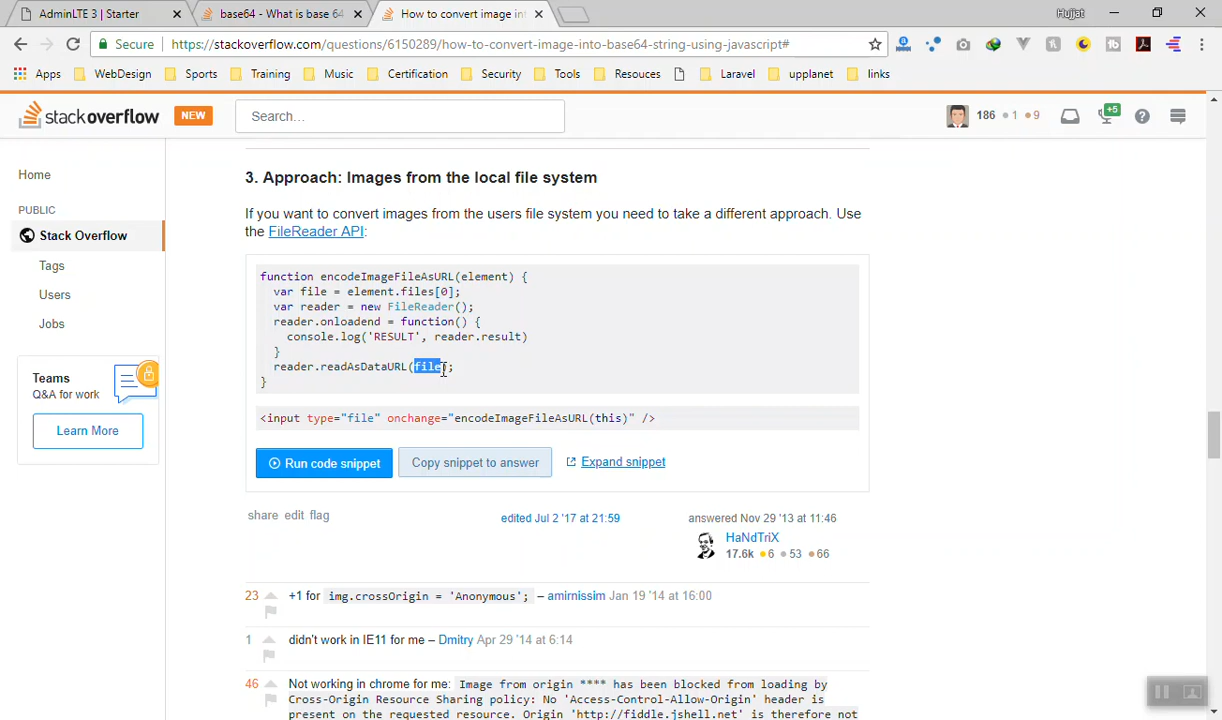 AdminLTE 3 | Starter
base64 - What is base 64
How to convert image int
Hujjat
Secure
https://stackoverflow.com/questions/6150289/how-to-convert-image-into-base64-string-using-javascript#
Apps WebDesign Sports Training Music Certification Security Tools Resouces Laravel upplanet links
stackoverflow NEW Search... 186 1 9 +5
3. Approach: Images from the local file system
Home
PUBLIC
Stack Overflow
Tags
Users
Jobs
Teams
Q&A for work
Learn More
If you want to convert images from the users file system you need to take a different approach. Use
the FileReader API:
function encodeImageFileAsURL(element) {
var file = element.files[0];
var reader = new FileReader();
reader.onloadend = function() {
console.log('RESULT', reader.result)
}
reader.readAsDataURL(file);
}
<input type="file" onchange="encodeImageFileAsURL(this)" />
Run code snippet Copy snippet to answer Expand snippet
share edit flag edited Jul 2 '17 at 21:59 answered Nov 29 '13 at 11:46
HaNdTriX
17.6k 6 53 66
23 +1 for img.crossOrigin = 'Anonymous'; – amirnissim Jan 19 '14 at 16:00
1 didn't work in IE11 for me – Dmitry Apr 29 '14 at 6:14
46 Not working in chrome for me: Image from origin **** has been blocked from loading by
Cross-Origin Resource Sharing policy: No 'Access-Control-Allow-Origin' header is
present on the requested resource. Origin 'http://fiddle.jshell.net' is therefore not